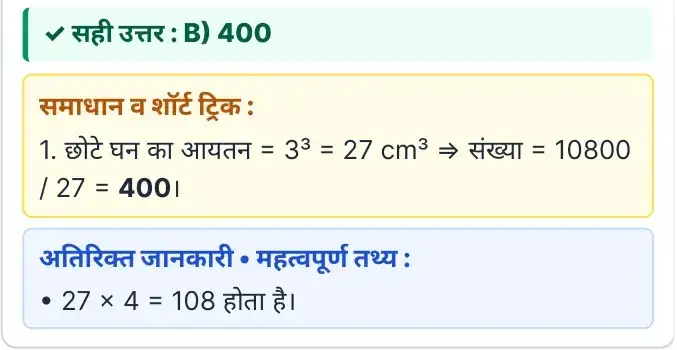 ✓ सही उत्तर : B) 400
समाधान व शॉर्ट ट्रिक :
1. छोटे घन का आयतन = 3³ = 27 cm³ ⇒ संख्या = 10800
/ 27 = 400।
अतिरिक्त जानकारी • महत्वपूर्ण तथ्य :
• 27 × 4 = 108 होता है।